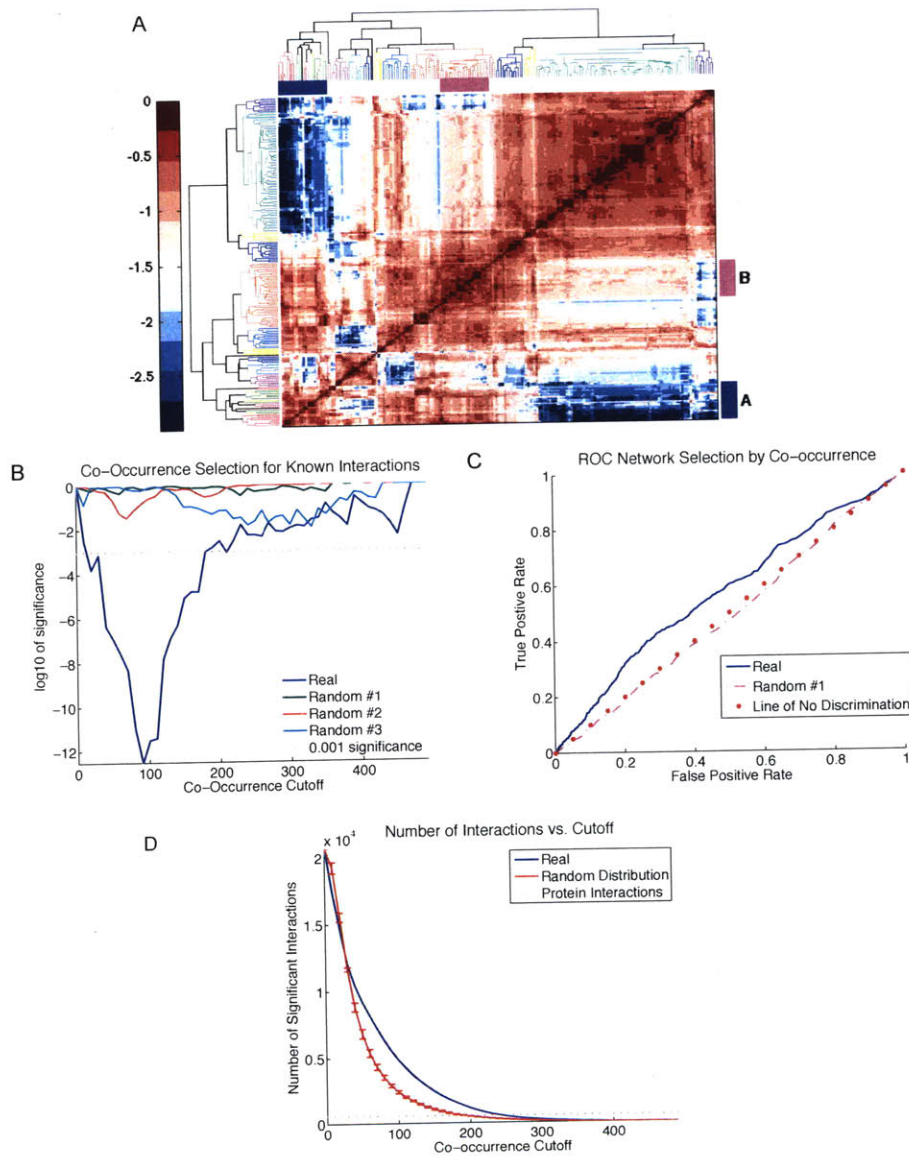 A
0
-0.5
-1
-1.5
-2
-2.5
B
A
B
Co-Occurrence Selection for Known Interactions
0
-2
-4
-6
-8
-10
-12
log10 of significance
Real
Random #1
Random #2
Random #3
0.001 significance
0 100 200 300 400
Co-Occurrence Cutoff
C
ROC Network Selection by Co-occurrence
1
0.8
0.6
0.4
0.2
0
True Postive Rate
Real
Random #1
Line of No Discrimination
0 0.2 0.4 0.6 0.8 1
False Positive Rate
D
Number of Interactions vs. Cutoff
x 10^4
2
1.5
1
0.5
0
Number of Significant Interactions
Real
Random Distribution
Protein Interactions
0 100 200 300 400
Co-occurrence Cutoff